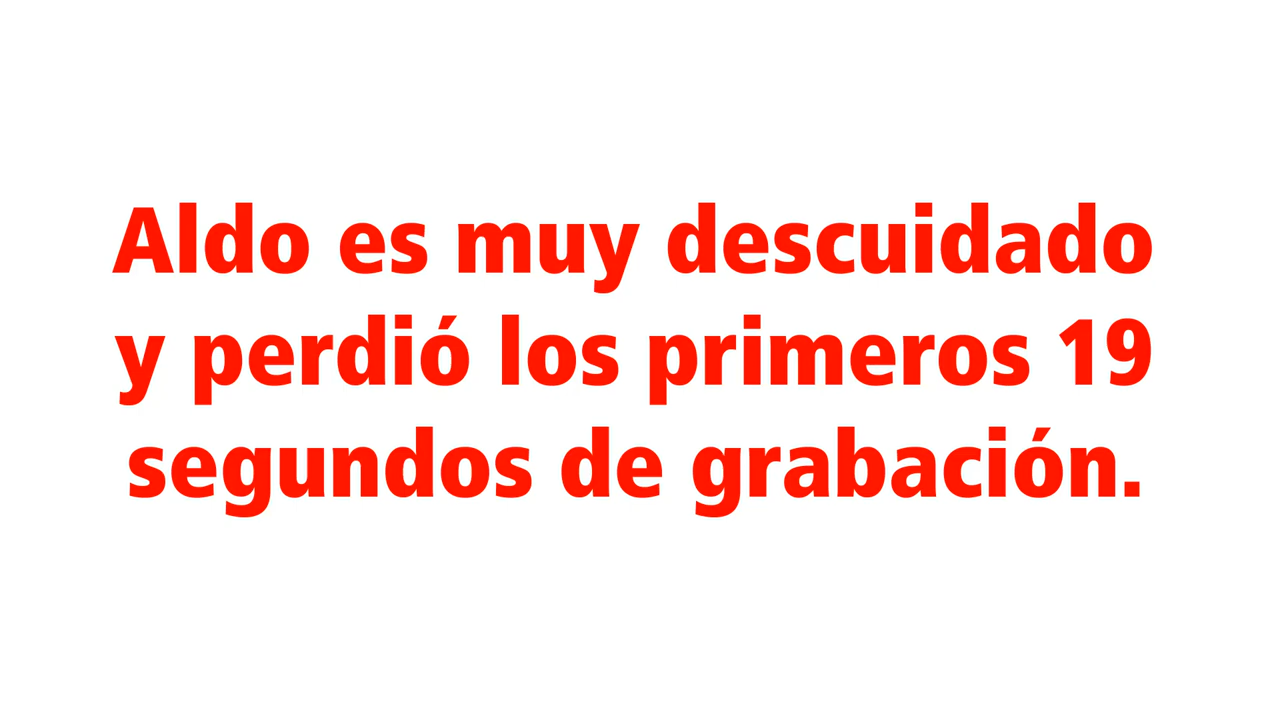 Aldo es muy descuidado
y perdió los primeros 19
segundos de grabación.